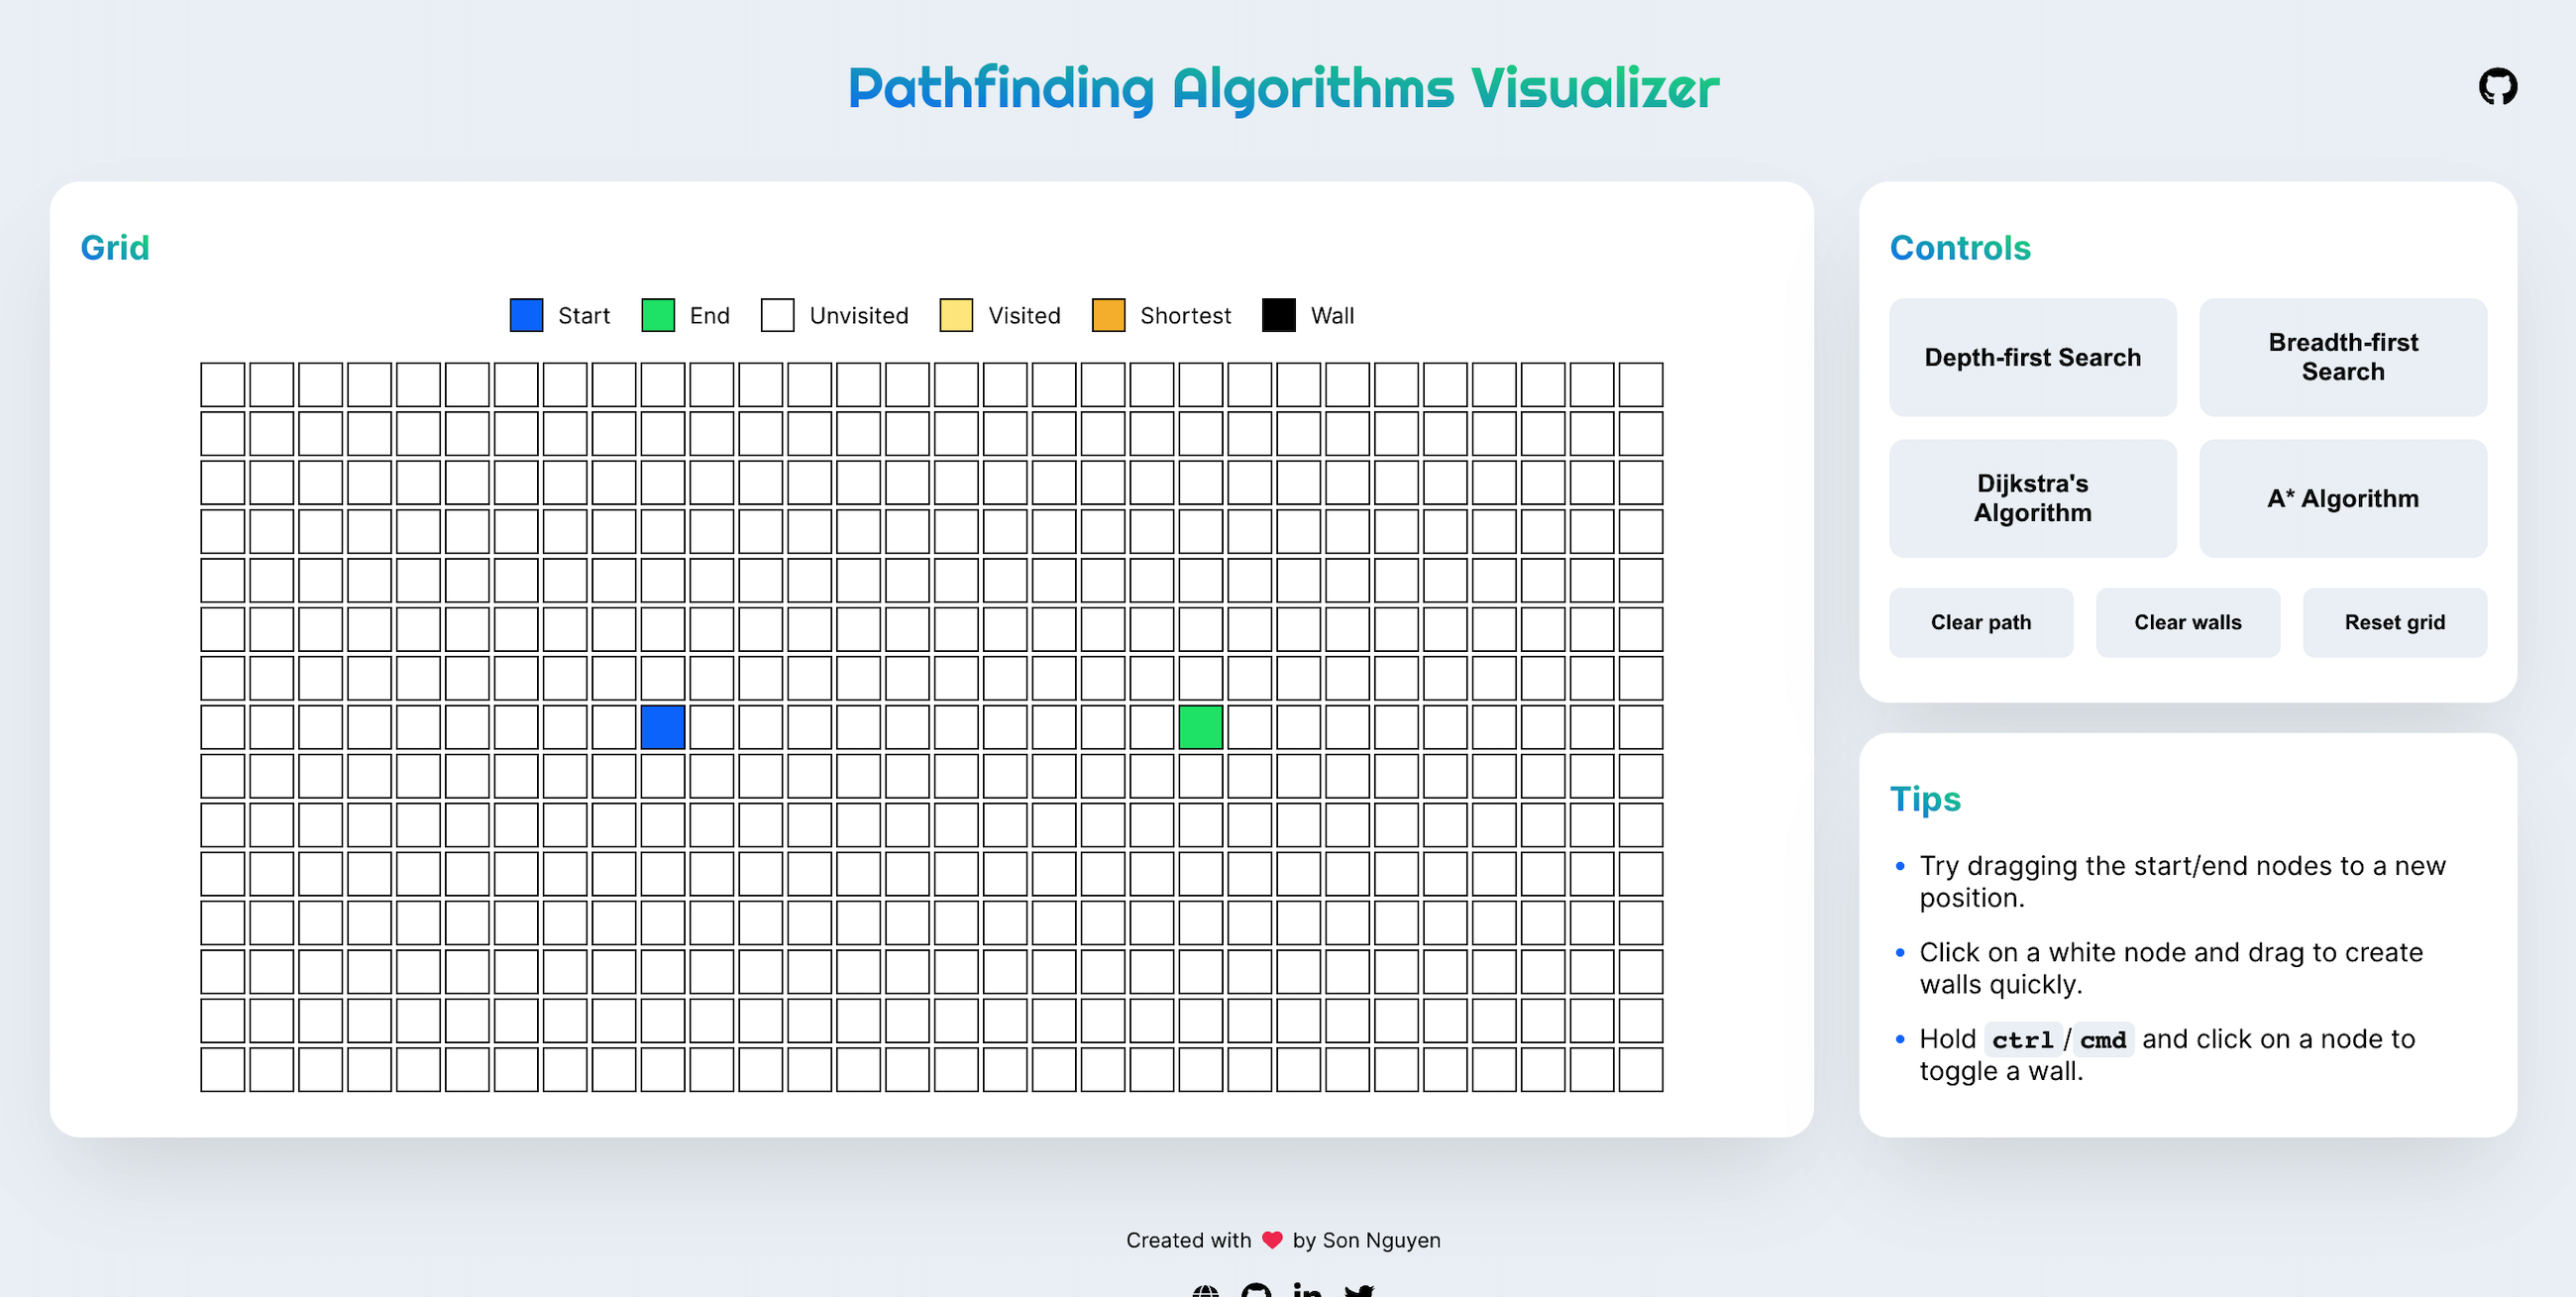 Pathfinding Algorithms Visualizer
Grid
Start End Unvisited Visited Shortest Wall
Controls
Depth-first Search
Breadth-first
Search
Dijkstra's
Algorithm
A* Algorithm
Clear path
Clear walls
Reset grid
Tips
Try dragging the start/end nodes to a new
position.
Click on a white node and drag to create
walls quickly.
Hold ctrl/cmd and click on a node to
toggle a wall.
Created with ❤ by Son Nguyen